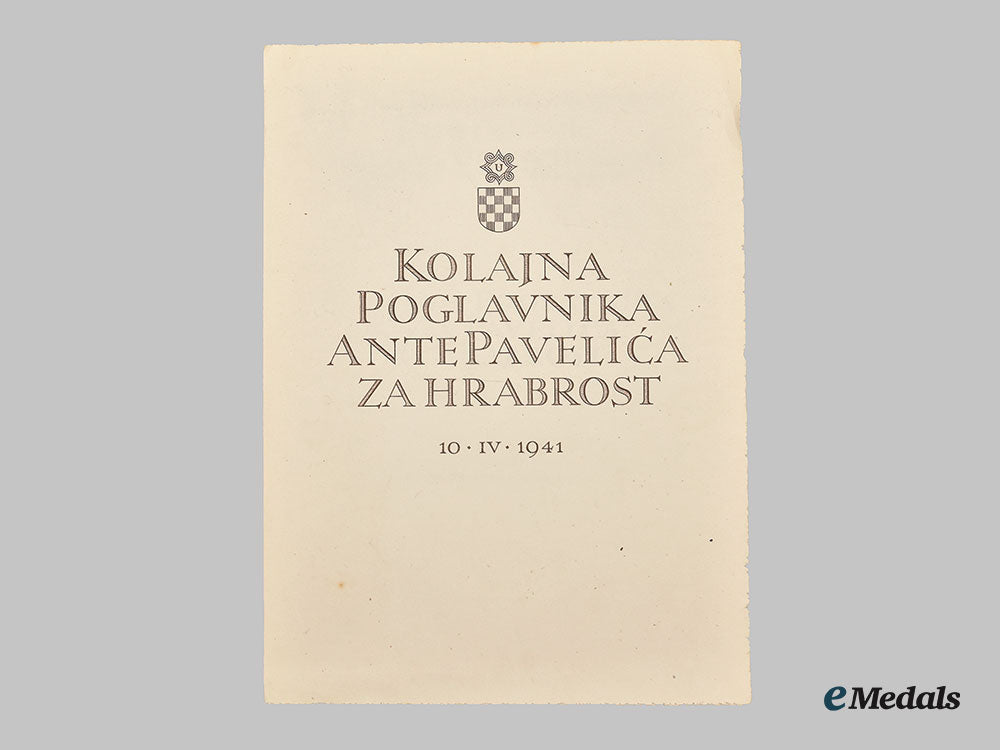 U
KOLAJNA
POGLAVNIKA
ANTE PAVELIĆA
ZA HRABROST
10 · IV · 1941
eMedals